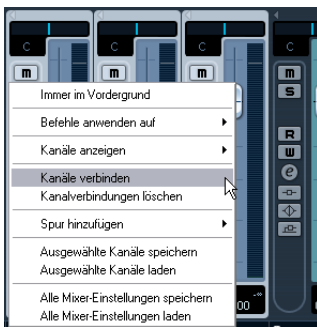 C C C C
m m m m
S
Immer im Vordergrund
Befehle anwenden auf
R
Kanäle anzeigen
W
Kanäle verbinden
e
Kanalverbindungen löschen
Spur hinzufügen
Ausgewählte Kanäle speichern
Ausgewählte Kanäle laden
Alle Mixer-Einstellungen speichern
00 -∞
Alle Mixer-Einstellungen laden